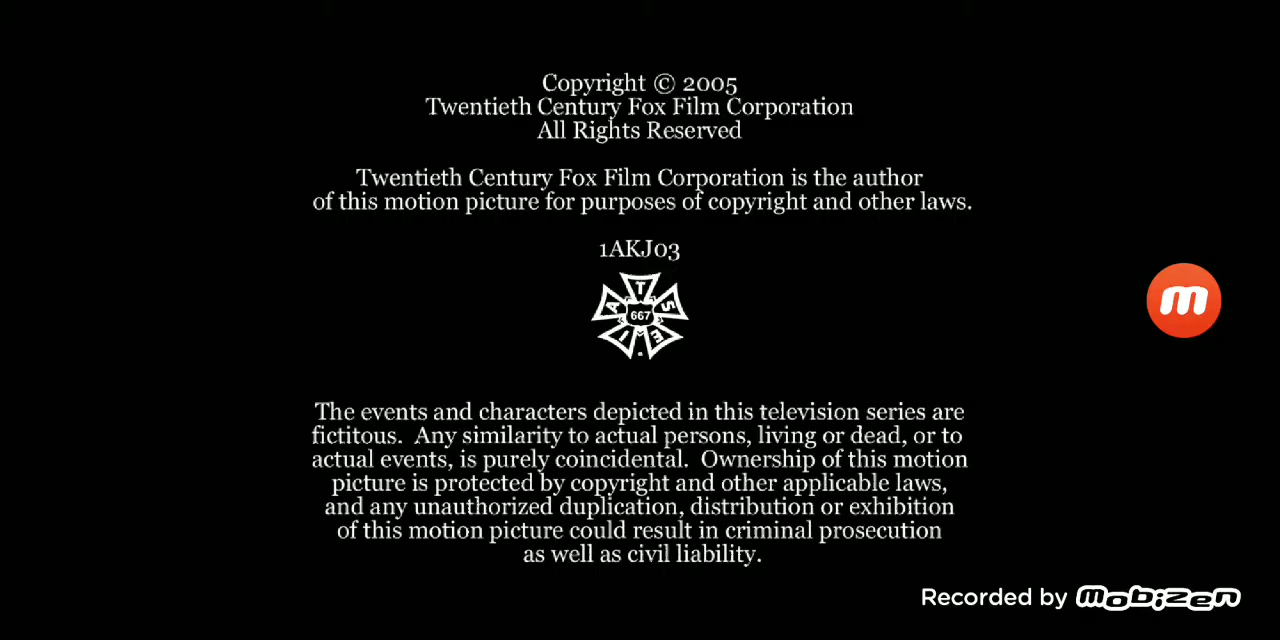 Copyright © 2005
Twentieth Century Fox Film Corporation
All Rights Reserved
Twentieth Century Fox Film Corporation is the author
of this motion picture for purposes of copyright and other laws.
1AKJ03
I A T S E
667
The events and characters depicted in this television series are
fictitous. Any similarity to actual persons, living or dead, or to
actual events, is purely coincidental. Ownership of this motion
picture is protected by copyright and other applicable laws,
and any unauthorized duplication, distribution or exhibition
of this motion picture could result in criminal prosecution
as well as civil liability.
m
Recorded by mobizen